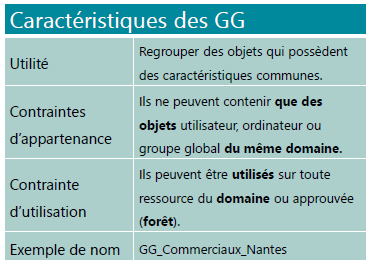 Caractéristiques des GG
Utilité
Regrouper des objets qui possèdent
des caractéristiques communes.
Contraintes
d'appartenance
Ils ne peuvent contenir que des
objets utilisateur, ordinateur ou
groupe global du même domaine.
Contrainte
d'utilisation
Ils peuvent être utilisés sur toute
ressource du domaine ou approuvée
(forêt).
Exemple de nom
GG_Commerciaux_Nantes